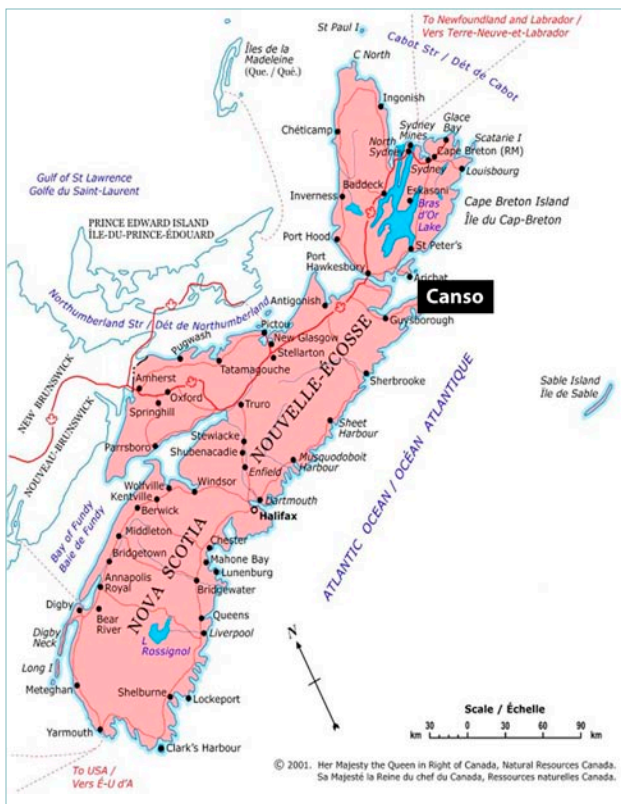 To Newfoundland and Labrador /
Vers Terre-Neuve-et-Labrador
St Paul I
Cabot Str / Dét de Cabot
C North
Îles de la
Madeleine
(Que. / Qué.)
Ingonish
Chéticamp
Sydney
Mines
Glace
Bay
North
Sydney
Scatarie I
Cape Breton (RM)
Sydney
Louisbourg
Gulf of St Lawrence
Golfe du Saint-Laurent
Baddeck
Eskasoni
Inverness
Bras
d'Or
Lake
Cape Breton Island
Île du Cap-Breton
PRINCE EDWARD ISLAND
ÎLE-DU-PRINCE-ÉDOUARD
Port Hood
St Peter's
Port
Hawkesbury
Arichat
Canso
Northumberland Str / Dét de Northumberland
Antigonish
Guysborough
Pictou
Pugwash
New Glasgow
Stellarton
Tatamagouche
NOUVELLE-ÉCOSSE
Amherst
Oxford
Springhill
Sherbrooke
Sable Island
Île de Sable
NEW BRUNSWICK
NOUVEAU-BRUNSWICK
Truro
Sheet
Harbour
Parrsboro
Stewiacke
Shubenacadie
Musquodoboit
Harbour
Enfield
ATLANTIC OCEAN / OCÉAN ATLANTIQUE
Wolfville
Windsor
Kentville
Berwick
Dartmouth
Halifax
Bay of Fundy
Baie de Fundy
Middleton
Chester
Bridgetown
Mahone Bay
Lunenburg
NOVA SCOTIA
Annapolis
Royal
Bridgewater
Digby
Bear
River
Queens
Digby
Neck
Liverpool
L
Rossignol
N
Long I
Meteghan
Shelburne
Lockeport
Scale / Échelle
30 0 30 60 90
km km
Yarmouth
Clark's Harbour
To USA /
Vers É-U d'A
© 2001. Her Majesty the Queen in Right of Canada, Natural Resources Canada.
Sa Majesté la Reine du chef du Canada, Ressources naturelles Canada.